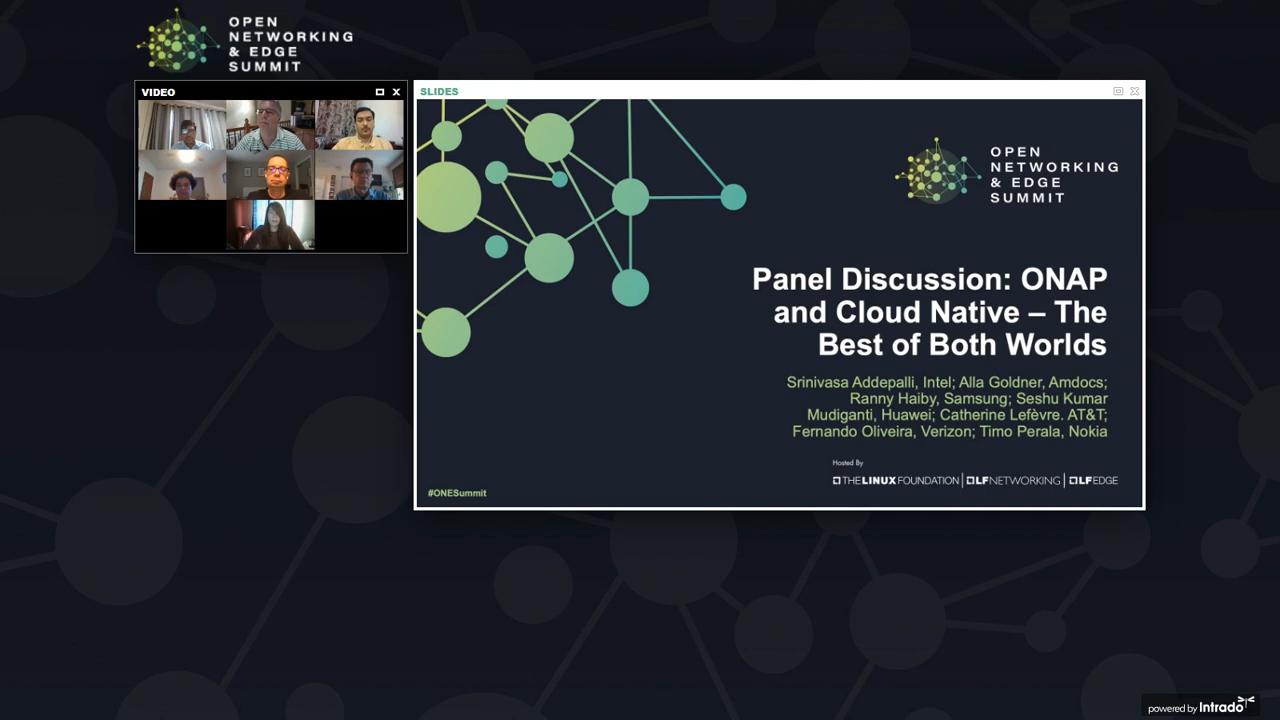 OPEN
NETWORKING
& EDGE
SUMMIT
VIDEO
SLIDES
OPEN
NETWORKING
& EDGE
SUMMIT
Panel Discussion: ONAP
and Cloud Native – The
Best of Both Worlds
Srinivasa Addepalli, Intel; Alla Goldner, Amdocs;
Ranny Haiby, Samsung; Seshu Kumar
Mudiganti, Huawei; Catherine Lefèvre. AT&T;
Fernando Oliveira, Verizon; Timo Perala, Nokia
Hosted By
THE LINUX FOUNDATION | LF NETWORKING | LF EDGE
#ONESummit
powered by Intrado